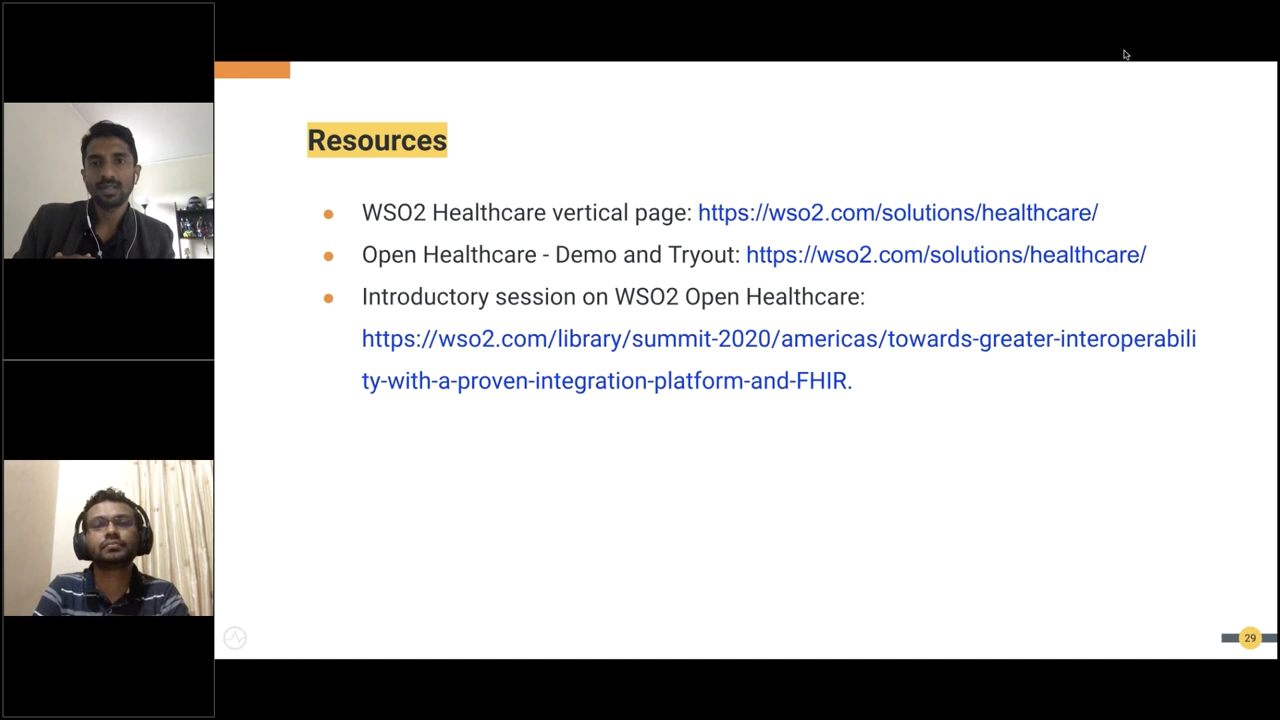 Resources
WSO2 Healthcare vertical page: https://wso2.com/solutions/healthcare/
Open Healthcare - Demo and Tryout: https://wso2.com/solutions/healthcare/
Introductory session on WSO2 Open Healthcare:
https://wso2.com/library/summit-2020/americas/towards-greater-interoperabili
ty-with-a-proven-integration-platform-and-FHIR.
29